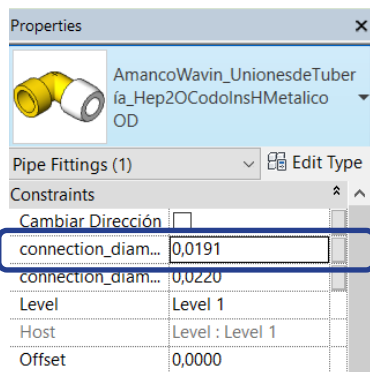 Properties
AmancoWavin_UnionesdeTuber
ía_Hep2OCodoInsHMetalico
OD
Pipe Fittings (1) Edit Type
Constraints
Cambiar Dirección
connection_diam... 0,0191
connection_diam... 0,0220
Level Level 1
Host Level : Level 1
Offset 0,0000